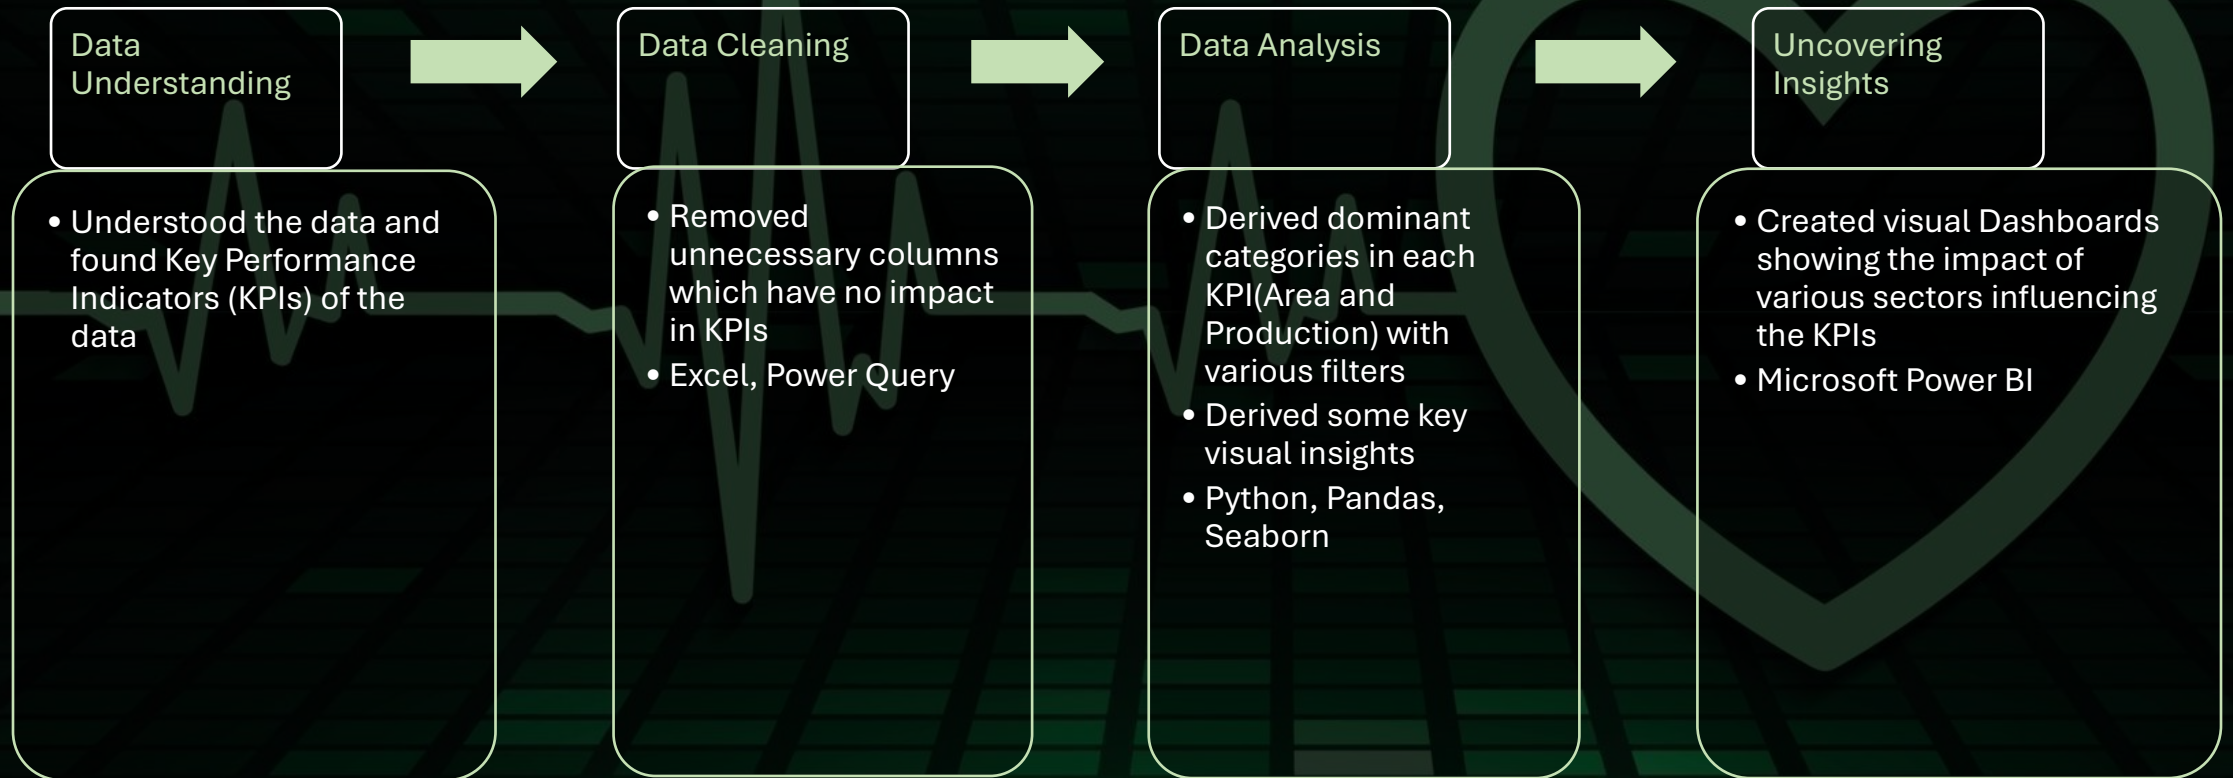 Data
Understanding
• Understood the data and
found Key Performance
Indicators (KPIs) of the
data
Data Cleaning
• Removed
unnecessary columns
which have no impact
in KPIs
• Excel, Power Query
Data Analysis
• Derived dominant
categories in each
KPI(Area and
Production) with
various filters
• Derived some key
visual insights
• Python, Pandas,
Seaborn
Uncovering
Insights
• Created visual Dashboards
showing the impact of
various sectors influencing
the KPIs
• Microsoft Power BI